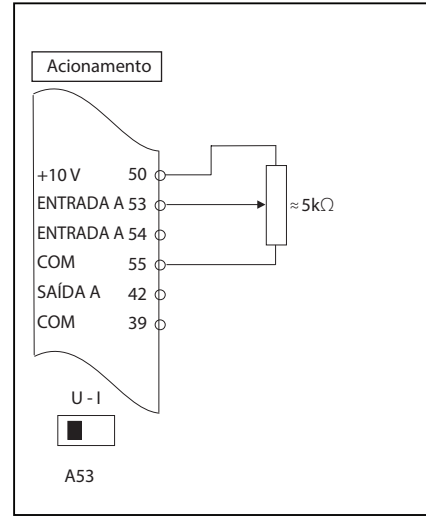 Acionamento
+10 V 50
ENTRADA A 53
ENTRADA A 54
COM 55
SAÍDA A 42
COM 39
≈ 5kΩ
U - I
A53